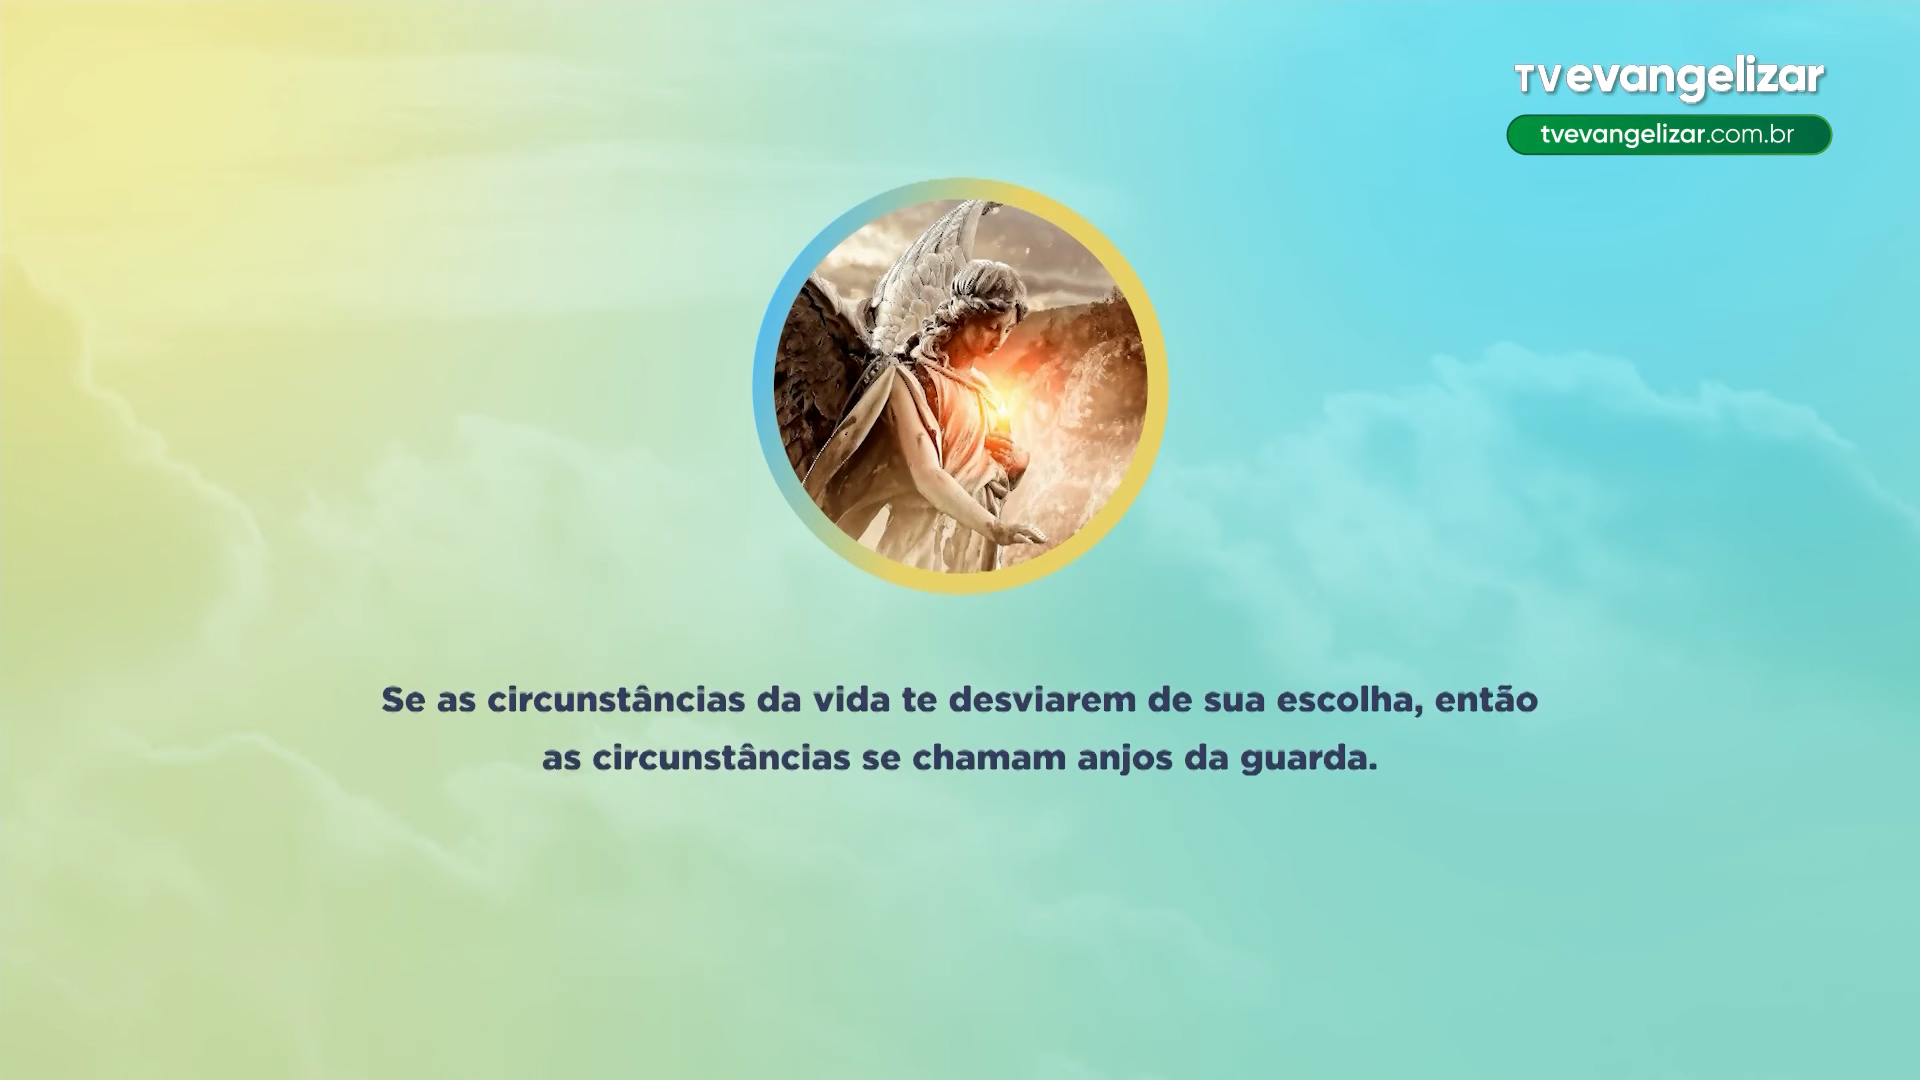 TVevangelizar
tvevangelizar.com.br
Se as circunstâncias da vida te desviarem de sua escolha, então
as circunstâncias se chamam anjos da guarda.